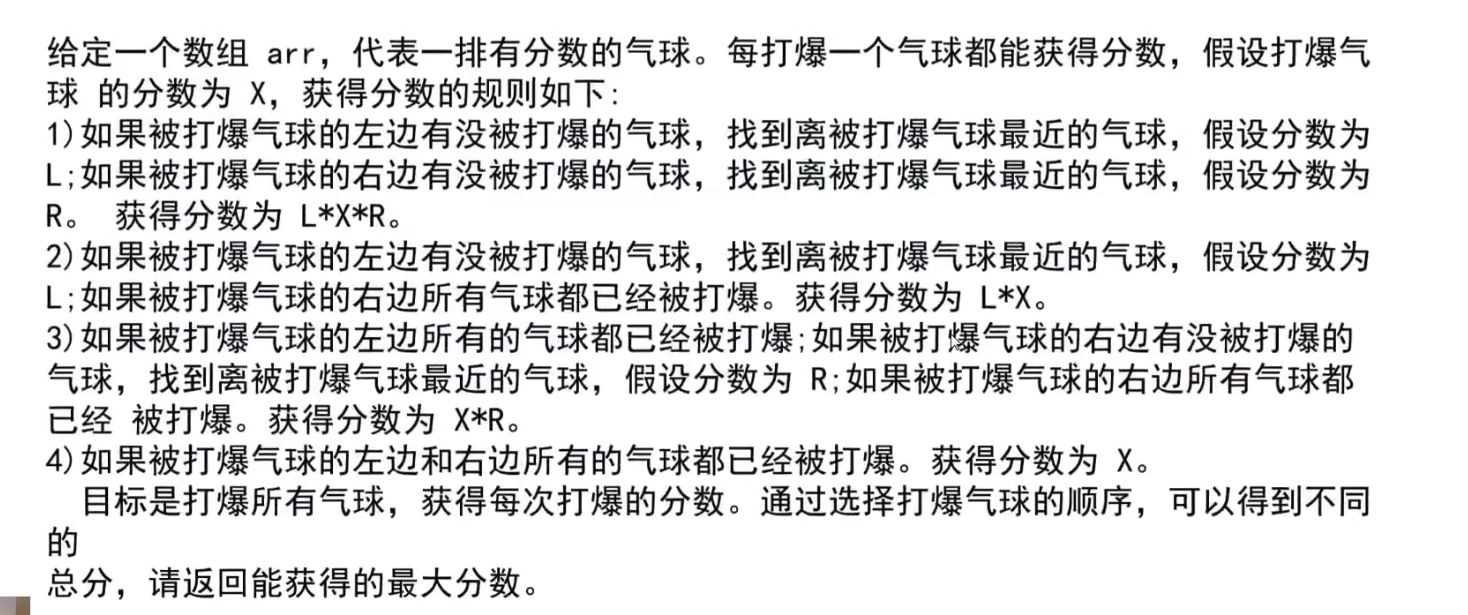 给定一个数组 arr，代表一排有分数的气球。每打爆一个气球都能获得分数，假设打爆气
球 的分数为 X，获得分数的规则如下:
1)如果被打爆气球的左边有没被打爆的气球，找到离被打爆气球最近的气球，假设分数为
L;如果被打爆气球的右边有没被打爆的气球，找到离被打爆气球最近的气球，假设分数为
R。 获得分数为 L*X*R。
2)如果被打爆气球的左边有没被打爆的气球，找到离被打爆气球最近的气球，假设分数为
L;如果被打爆气球的右边所有气球都已经被打爆。获得分数为 L*X。
3)如果被打爆气球的左边所有的气球都已经被打爆;如果被打爆气球的右边有没被打爆的
气球，找到离被打爆气球最近的气球，假设分数为 R;如果被打爆气球的右边所有气球都
已经 被打爆。获得分数为 X*R。
4)如果被打爆气球的左边和右边所有的气球都已经被打爆。获得分数为 X。
目标是打爆所有气球，获得每次打爆的分数。通过选择打爆气球的顺序，可以得到不同
的
总分，请返回能获得的最大分数。